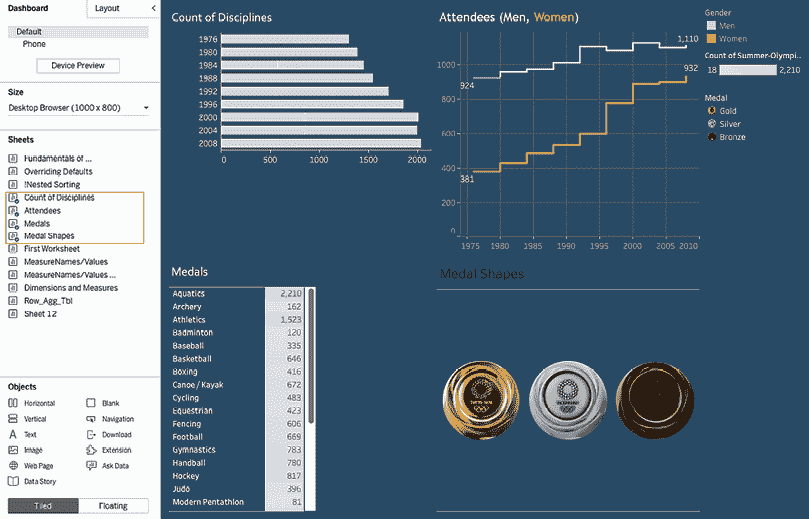 Dashboard
Layout
<
Default
Phone
Device Preview
Size
Desktop Browser (1000 x 800)
Sheets
Fundamentals of ...
Overriding Defaults
!Nested Sorting
Count of Disciplines
Attendees
Medals
Medal Shapes
First Worksheet
MeasureNames/Values
MeasureNames/Values ...
Dimensions and Measures
Row_Agg_Tbl
Sheet 12
Objects
Horizontal
Blank
Vertical
Navigation
A Text
Download
Image
Extension
Web Page
Ask Data
Data Story
Tiled
Floating
Count of Disciplines
1976
1980
1984
1988
1992
1996
2000
2004
2008
0 500 1000 1500 2000
Attendees (Men, Women)
1000
800
600
400
200
0
924
381
1,110
932
1975 1980 1985 1990 1995 2000 2005 2010
Gender
Men
Women
Count of Summer-Olympi..
18 2,210
Medal
Gold
Silver
Bronze
Medals
Aquatics 2,210
Archery 162
Athletics 1,523
Badminton 120
Baseball 335
Basketball 646
Boxing 416
Canoe / Kayak 672
Cycling 483
Equestrian 423
Fencing 606
Football 669
Gymnastics 783
Handball 780
Hockey 817
Judo 396
Modern Pentathlon 81
Medal Shapes